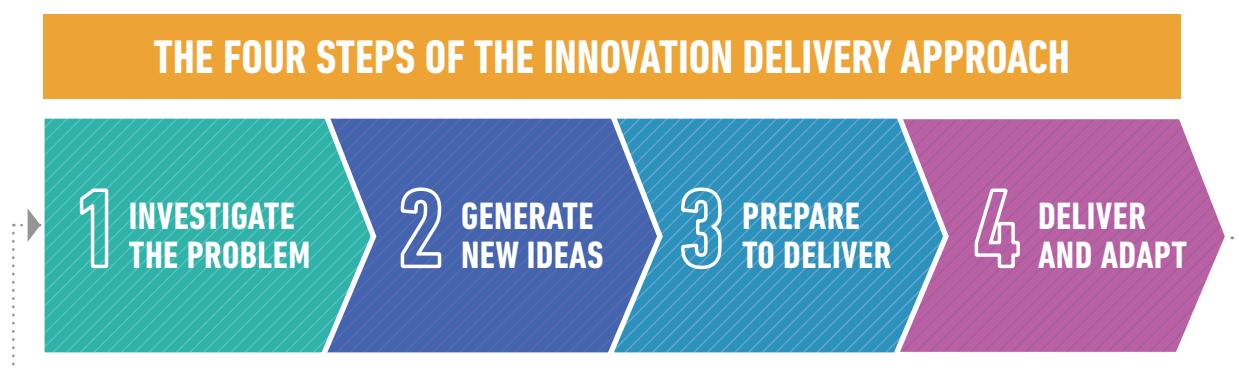 THE FOUR STEPS OF THE INNOVATION DELIVERY APPROACH
1 INVESTIGATE
THE PROBLEM
2 GENERATE
NEW IDEAS
3 PREPARE
TO DELIVER
4 DELIVER
AND ADAPT